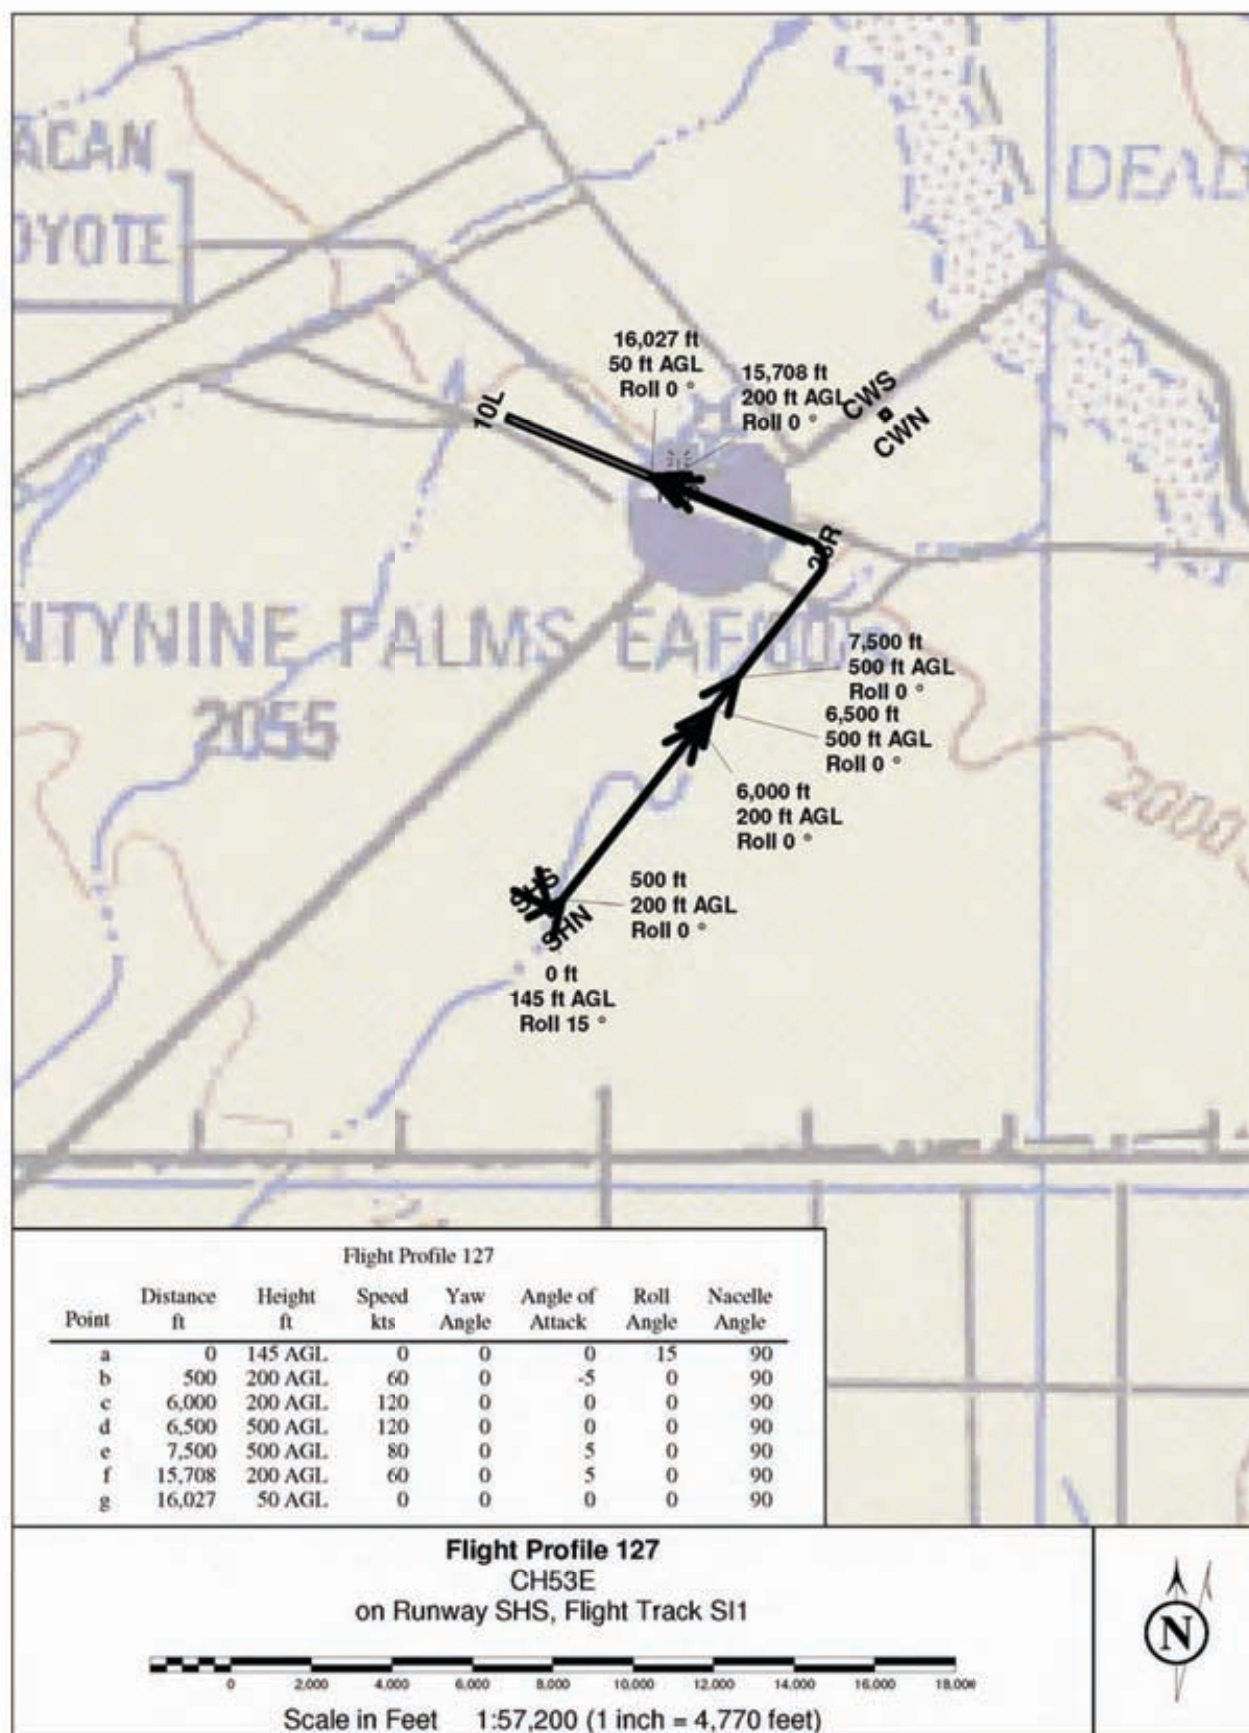 ACAN
OYOTE
DEAD
16,027 ft
50 ft AGL
Roll 0 °
15,708 ft
200 ft AGL
Roll 0 °
10L
CWS
CWN
NTYNINE PALMS EAF
2055
7,500 ft
500 ft AGL
Roll 0 °
6,500 ft
500 ft AGL
Roll 0 °
6,000 ft
200 ft AGL
Roll 0 °
2000
SHS
SHN
500 ft
200 ft AGL
Roll 0 °
0 ft
145 ft AGL
Roll 15 °
Flight Profile 127
Point Distance ft Height ft Speed kts Yaw Angle Angle of Attack Roll Angle Nacelle Angle
a 0 145 AGL 0 0 0 15 90
b 500 200 AGL 60 0 -5 0 90
c 6,000 200 AGL 120 0 0 0 90
d 6,500 500 AGL 120 0 0 0 90
e 7,500 500 AGL 80 0 5 0 90
f 15,708 200 AGL 60 0 5 0 90
g 16,027 50 AGL 0 0 0 0 90
Flight Profile 127
CH53E
on Runway SHS, Flight Track SI1
0 2,000 4,000 6,000 8,000 10,000 12,000 14,000 16,000 18,000
Scale in Feet 1:57,200 (1 inch = 4,770 feet)
N